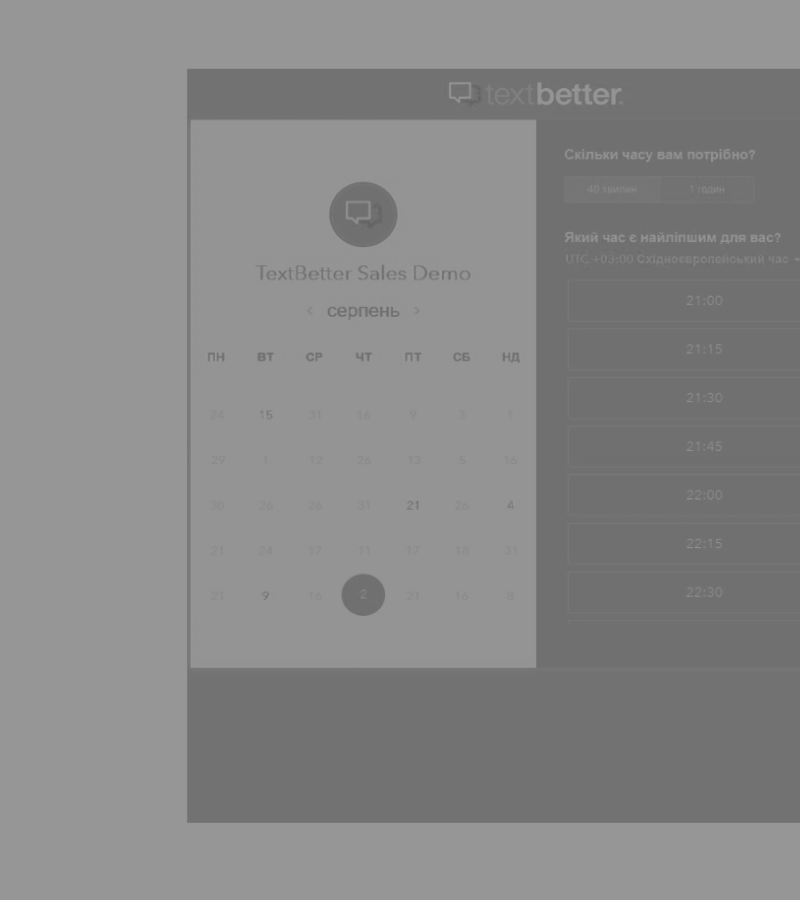 textbetter.
TextBetter Sales Demo
‹ серпень ›
ПН ВТ СР ЧТ ПТ СБ НД
24 15 31 16 9 3 1
29 1 12 26 13 5 16
30 26 26 31 21 26 4
21 24 17 11 17 18 31
31 9 16 2 21 16 8
Скільки часу вам потрібно?
40 хвилин 1 годин
Який час є найліпшим для вас?
UTC +03:00 Східноєвропейський час
21:00
21:15
21:30
21:45
22:00
22:15
22:30